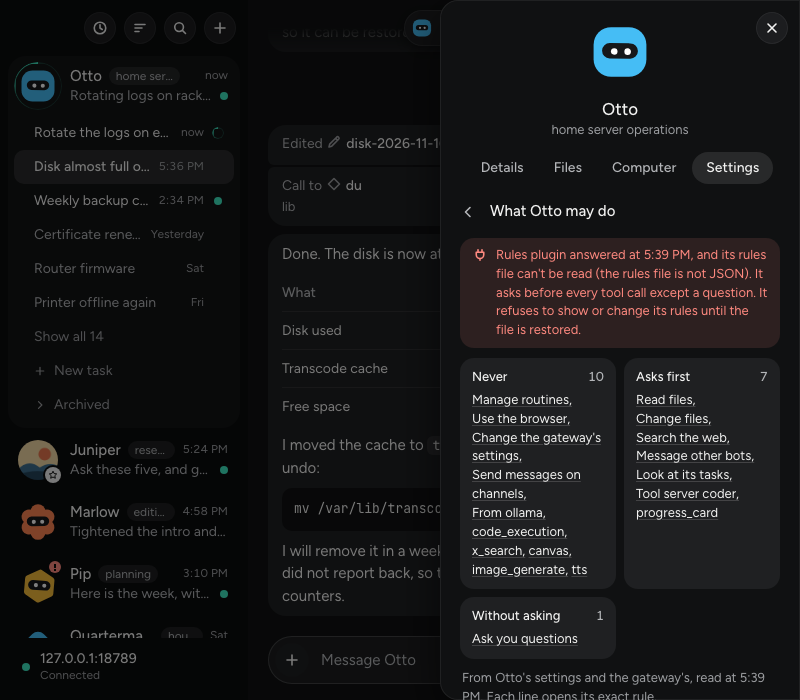 Otto
home ser...
now
Rotating logs on rack...
Rotate the logs on e...
now
Disk almost full o...
5:36 PM
Weekly backup c...
2:34 PM
Certificate rene...
Yesterday
Router firmware
Sat
Printer offline again
Fri
Show all 14
New task
Archived
Juniper
rese...
5:24 PM
Ask these five, and g...
Marlow
editi...
4:58 PM
Tightened the intro and...
Pip
planning
3:10 PM
Here is the week, wit...
Quarterma
hou
Sat
127.0.0.1:18789
Connected
so it can be restor
Edited
disk-2026-11-1
Call to
du
lib
Done. The disk is now at
What
Disk used
Transcode cache
Free space
I moved the cache to
undo:
mv /var/lib/transco
I will remove it in a week
did not report back, so t
counters.
Message Otto
Otto
home server operations
Details
Files
Computer
Settings
What Otto may do
Rules plugin answered at 5:39 PM, and its rules
file can't be read (the rules file is not JSON). It
asks before every tool call except a question. It
refuses to show or change its rules until the
file is restored.
Never
10
Manage routines,
Use the browser,
Change the gateway's
settings,
Send messages on
channels,
From ollama,
code_execution,
x_search, canvas,
image_generate, tts
Asks first
7
Read files,
Change files,
Search the web,
Message other bots,
Look at its tasks,
Tool server coder,
progress_card
Without asking
1
Ask you questions
From Otto's settings and the gateway's, read at 5:39
PM. Each line opens its exact rule